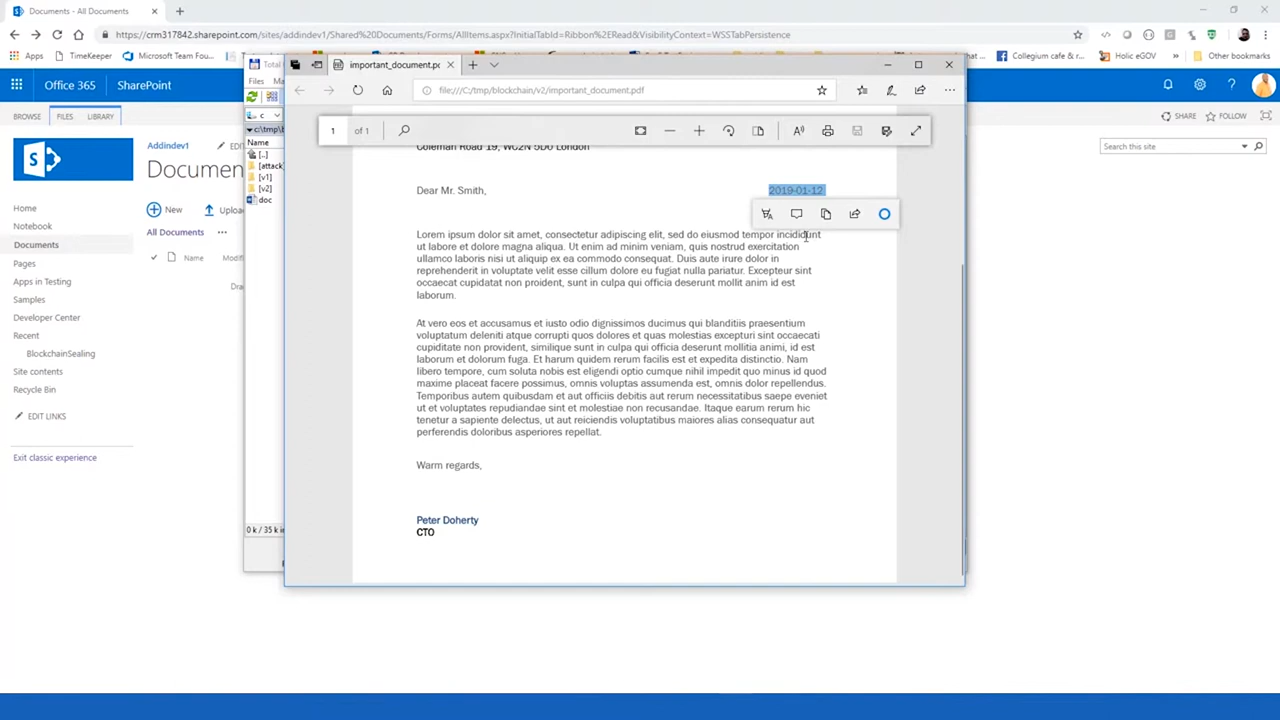 Documents - All Documents
https://crm317842.sharepoint.com/sites/addindev1/Shared%20Documents/Forms/AllItems.aspx?InitialTabId=Ribbon%2ERead&VisibilityContext=WSSTabPersistence
Apps TimeKeeper Microsoft Team Fou... Collegium cafe + cro Holic eGOV » Other bookmarks
Office 365 SharePoint
BROWSE FILES LIBRARY
SHARE FOLLOW
Addindev1
EDI
Documen
Search this site
New
Uploa
All Documents ...
Name
Dra
Home
Notebook
Documents
Pages
Apps in Testing
Samples
Developer Center
Recent
BlockchainSealing
Site contents
Recycle Bin
EDIT LINKS
Exit classic experience
Total
Files Ma
c
c:\tmp\b
Name
[..]
[attack
[v1]
[v2]
doc
0 k / 35 k in
important_document.pc
file:///C:/tmp/blockchain/v2/important_document.pdf
1 of 1
Coleman Road 19, WC2N 5D0 London
Dear Mr. Smith,
2019-01-12
Lorem ipsum dolor sit amet, consectetur adipiscing elit, sed do eiusmod tempor incididunt
ut labore et dolore magna aliqua. Ut enim ad minim veniam, quis nostrud exercitation
ullamco laboris nisi ut aliquip ex ea commodo consequat. Duis aute irure dolor in
reprehenderit in voluptate velit esse cillum dolore eu fugiat nulla pariatur. Excepteur sint
occaecat cupidatat non proident, sunt in culpa qui officia deserunt mollit anim id est
laborum.
At vero eos et accusamus et iusto odio dignissimos ducimus qui blanditiis praesentium
voluptatum deleniti atque corrupti quos dolores et quas molestias excepturi sint occaecati
cupiditate non provident, similique sunt in culpa qui officia deserunt mollitia animi, id est
laborum et dolorum fuga. Et harum quidem rerum facilis est et expedita distinctio. Nam
libero tempore, cum soluta nobis est eligendi optio cumque nihil impedit quo minus id quod
maxime placeat facere possimus, omnis voluptas assumenda est, omnis dolor repellendus.
Temporibus autem quibusdam et aut officiis debitis aut rerum necessitatibus saepe eveniet
ut et voluptates repudiandae sint et molestiae non recusandae. Itaque earum rerum hic
tenetur a sapiente delectus, ut aut reiciendis voluptatibus maiores alias consequatur aut
perferendis doloribus asperiores repellat.
Warm regards,
Peter Doherty
CTO